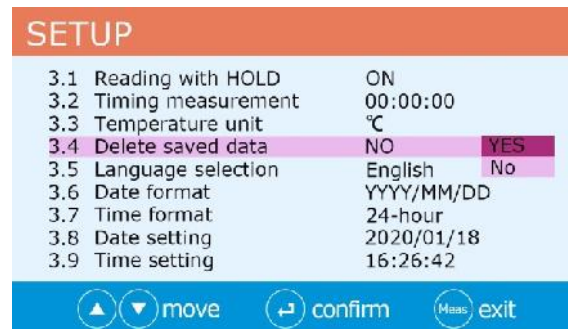 SETUP
3.1 Reading with HOLD ON
3.2 Timing measurement 00:00:00
3.3 Temperature unit ℃
3.4 Delete saved data NO YES
3.5 Language selection English No
3.6 Date format YYYY/MM/DD
3.7 Time format 24-hour
3.8 Date setting 2020/01/18
3.9 Time setting 16:26:42
move confirm Meas exit